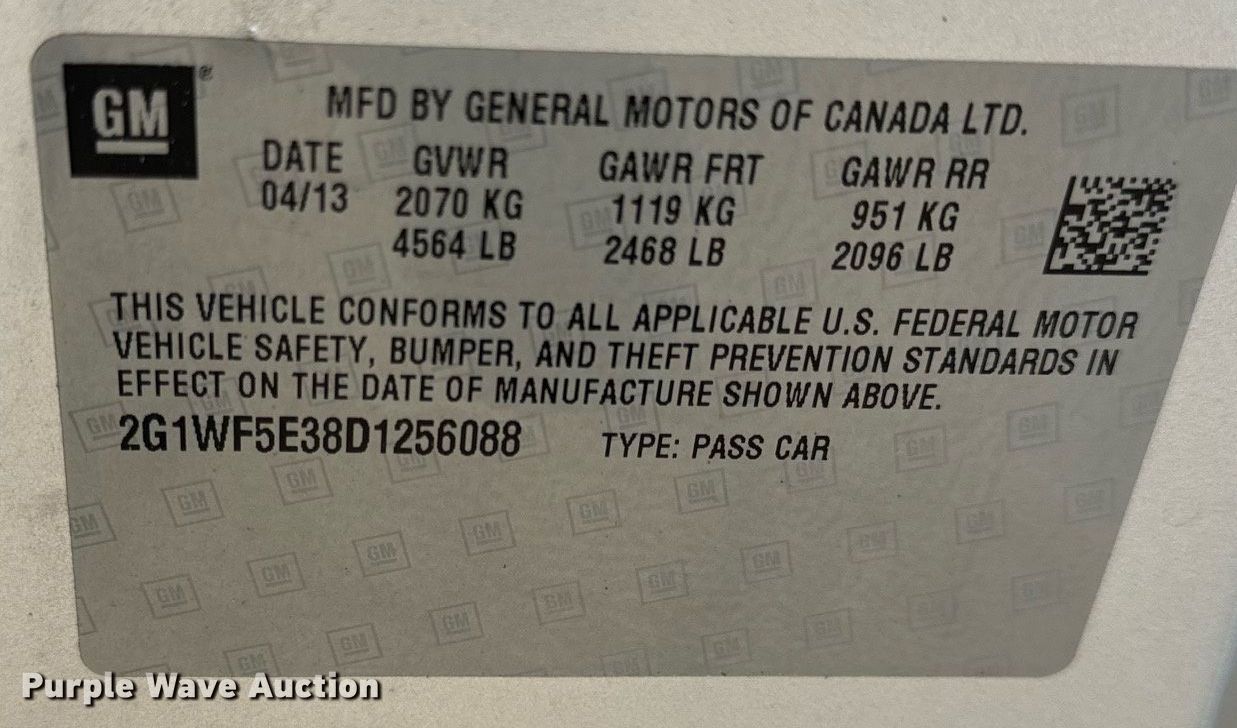 GM
MFD BY GENERAL MOTORS OF CANADA LTD.
DATE GVWR GAWR FRT GAWR RR
04/13 2070 KG 1119 KG 951 KG
4564 LB 2468 LB 2096 LB
THIS VEHICLE CONFORMS TO ALL APPLICABLE U.S. FEDERAL MOTOR
VEHICLE SAFETY, BUMPER, AND THEFT PREVENTION STANDARDS IN
EFFECT ON THE DATE OF MANUFACTURE SHOWN ABOVE.
2G1WF5E38D1256088 TYPE: PASS CAR
Purple Wave Auction